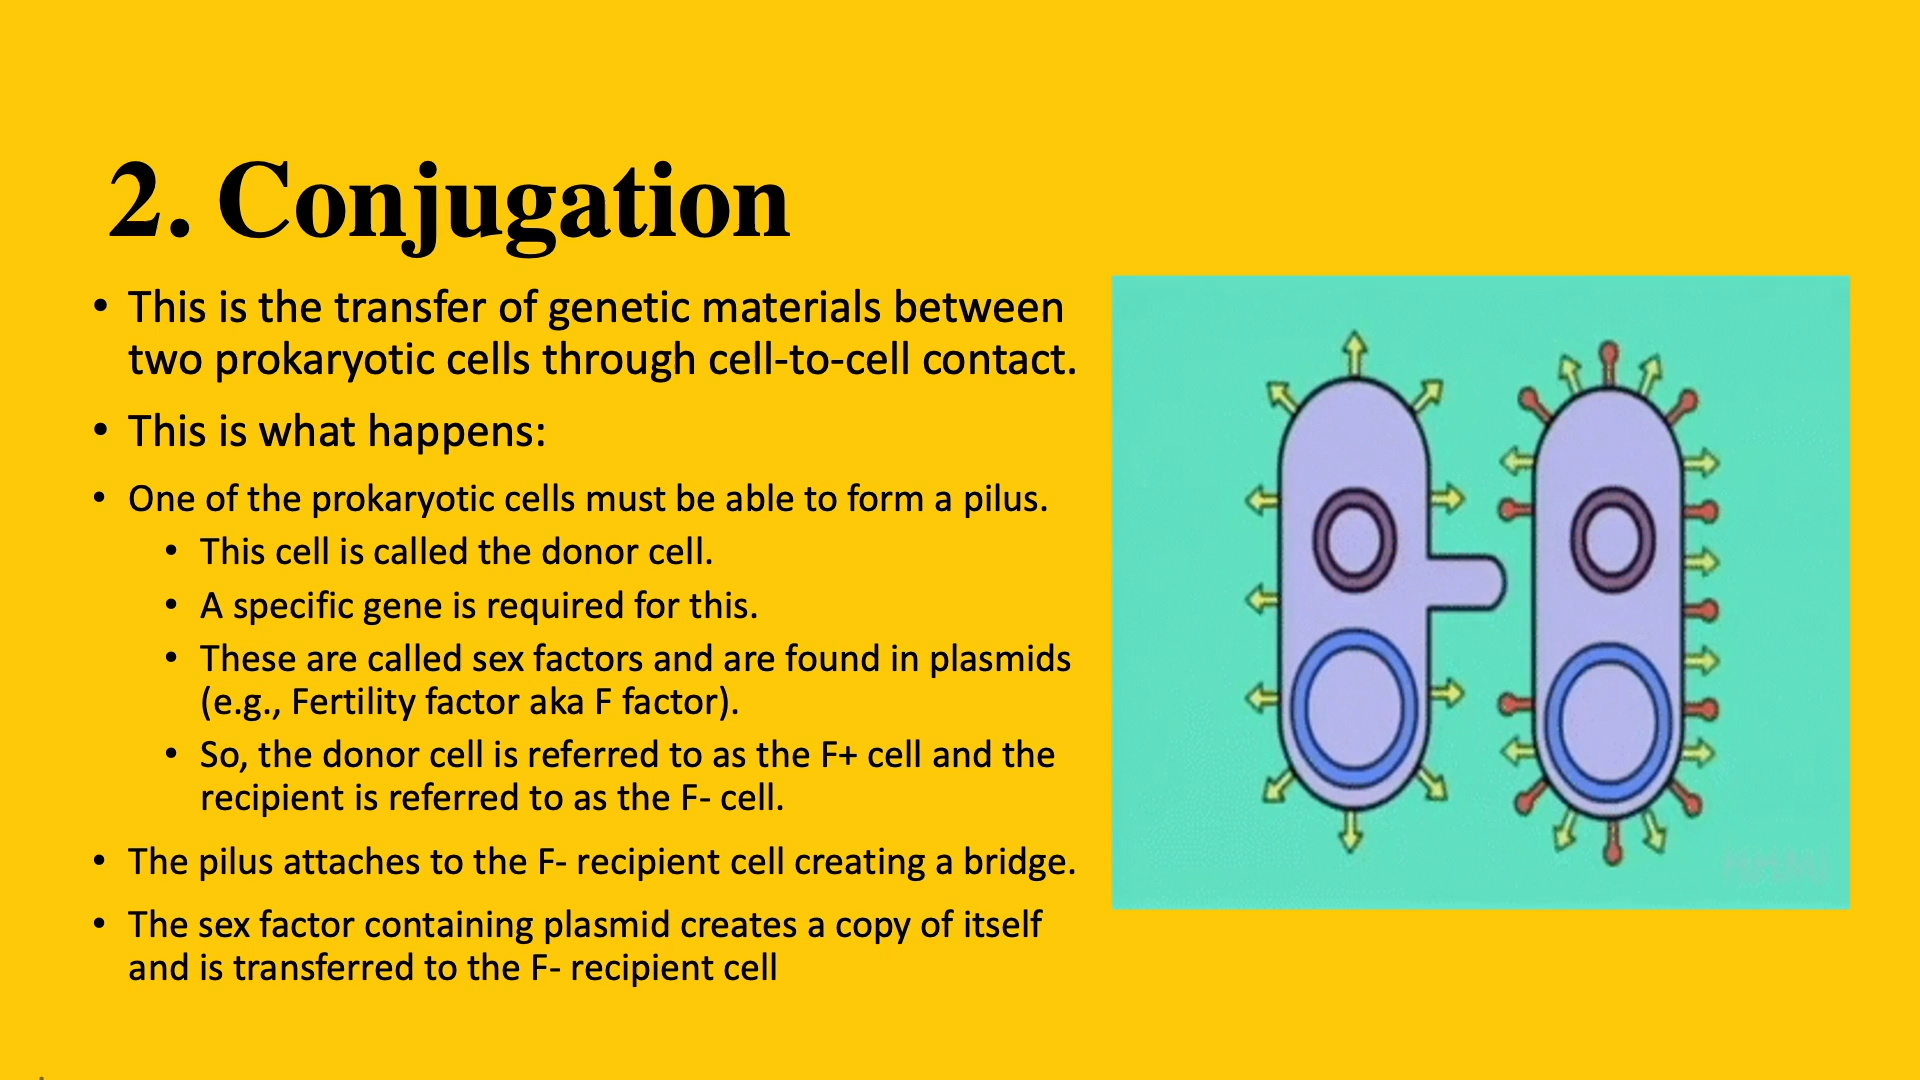 2. Conjugation
• This is the transfer of genetic materials between
two prokaryotic cells through cell-to-cell contact.
• This is what happens:
• One of the prokaryotic cells must be able to form a pilus.
• This cell is called the donor cell.
• A specific gene is required for this.
• These are called sex factors and are found in plasmids
(e.g., Fertility factor aka F factor).
• So, the donor cell is referred to as the F+ cell and the
recipient is referred to as the F- cell.
• The pilus attaches to the F- recipient cell creating a bridge.
• The sex factor containing plasmid creates a copy of itself
and is transferred to the F- recipient cell